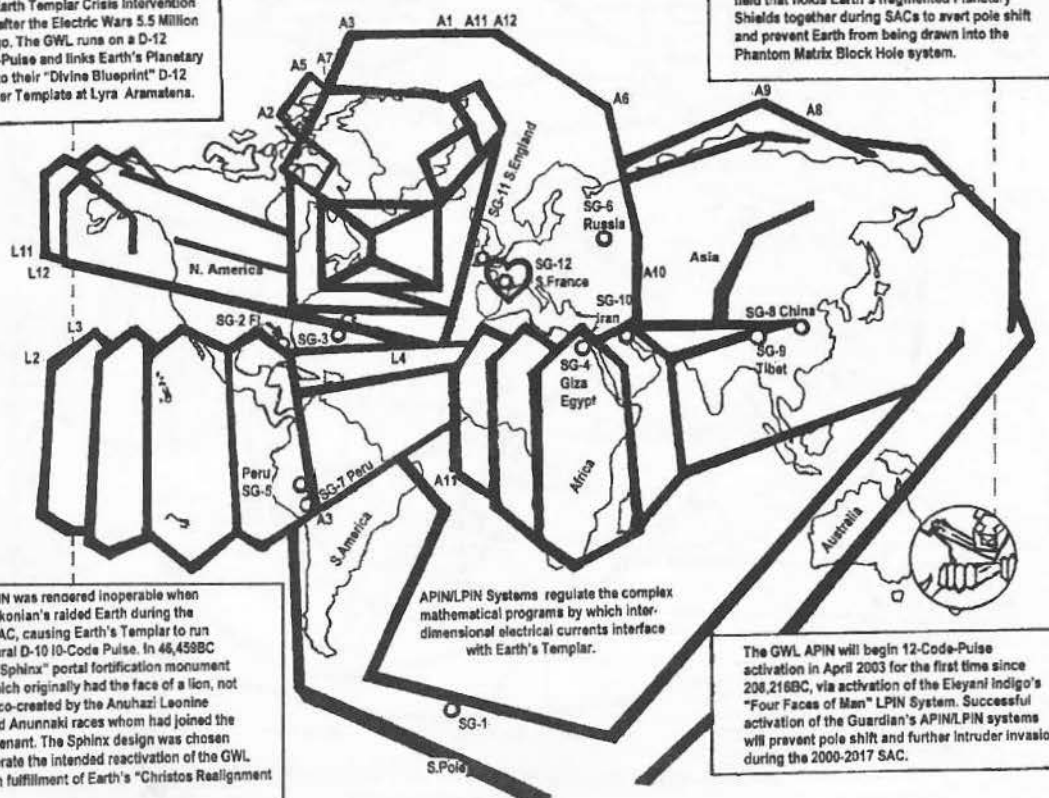 Earth Templar Crisis Intervention
after the Electric Wars 5.5 Million
go. The GWL runs on a D-12
-Pulse and links Earth's Planetary
to their "Divine Blueprint" D-12
er Template at Lyra Aramatena.
field that holds Earth's fragmented Planetary
Shields together during SACs to avert pole shift
and prevent Earth from being drawn into the
Phantom Matrix Block Hole system.
A3
A1
A11
A12
A5
A7
A2
A6
A9
A8
SG-11 S.England
SG-6
Russia
L11
L12
N. America
SG-12
S.France
A10
Asia
SG-10
Iran
SG-8 China
SG-2 Fl
SG-3
L3
L2
L4
SG-4
Giza
Egypt
SG-9
Tibet
Peru
SG-5
SG-7 Peru
A3
A11
Africa
S.America
Australia
APIN/LPIN Systems regulate the complex
mathematical programs by which inter-
dimensional electrical currents interface
with Earth's Templar.
IN was rendered inoperable when
konian's raided Earth during the
AC, causing Earth's Templar to run
ural D-10 I0-Code Pulse. In 46,459BC
"Sphinx" portal fortification monument
hich originally had the face of a lion, not
co-created by the Anuhazi Leonine
d Anunnaki races whom had joined the
enant. The Sphinx design was chosen
erate the intended reactivation of the GWL
n fulfillment of Earth's "Christos Realignment
The GWL APIN will begin 12-Code-Pulse
activation in April 2003 for the first time since
208,216BC, via activation of the Eieyani Indigo's
"Four Faces of Man" LPIN System. Successful
activation of the Guardian's APIN/LPIN systems
will prevent pole shift and further Intruder invasio
during the 2000-2017 SAC.
SG-1
S.Pole